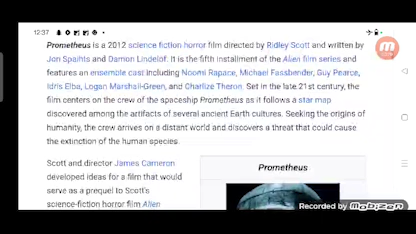 12:37
Prometheus is a 2012 science fiction horror film directed by Ridley Scott and written by
Jon Spaihts and Damon Lindelof. It is the fifth installment of the Alien film series and
features an ensemble cast including Noomi Rapace, Michael Fassbender, Guy Pearce,
Idris Elba, Logan Marshall-Green, and Charlize Theron. Set in the late 21st century, the
film centers on the crew of the spaceship Prometheus as it follows a star map
discovered among the artifacts of several ancient Earth cultures. Seeking the origins of
humanity, the crew arrives on a distant world and discovers a threat that could cause
the extinction of the human species.
Scott and director James Cameron
developed ideas for a film that would
serve as a prequel to Scott's
science-fiction horror film Alien
Prometheus
Recorded by Mobizen